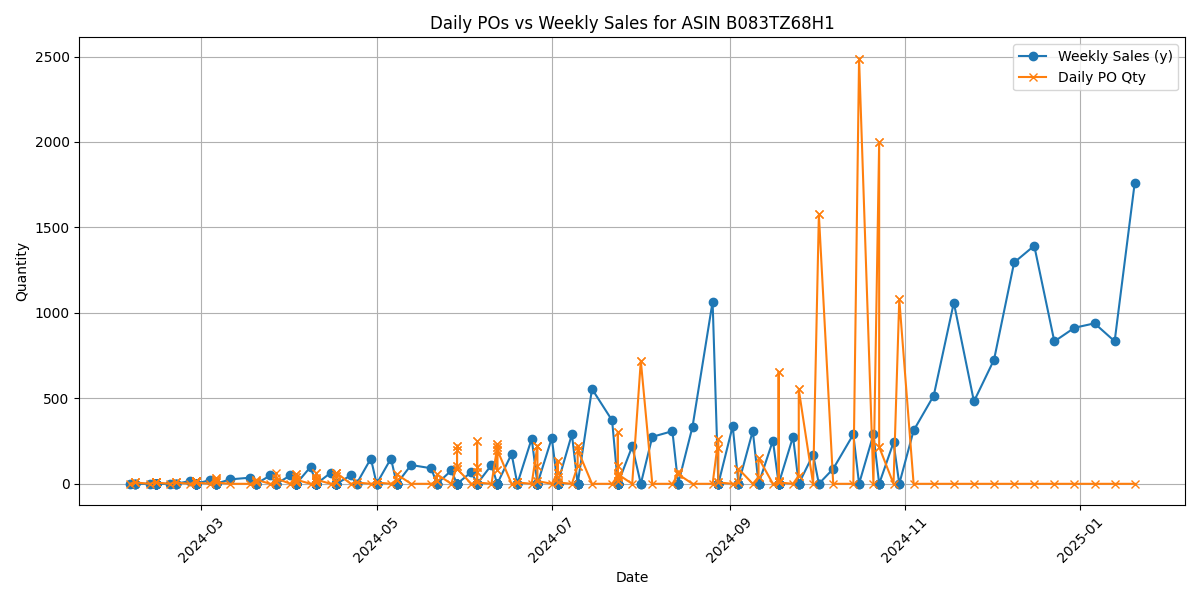 Daily POs vs Weekly Sales for ASIN B083TZ68H1
Weekly Sales (y)
Daily PO Qty
Quantity
2500
2000
1500
1000
500
0
2024-03
2024-05
2024-07
2024-09
2024-11
2025-01
Date